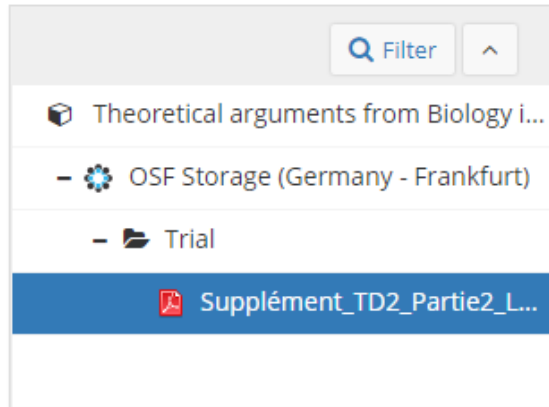 Filter
Theoretical arguments from Biology i...
OSF Storage (Germany - Frankfurt)
Trial
Supplément_TD2_Partie2_L...